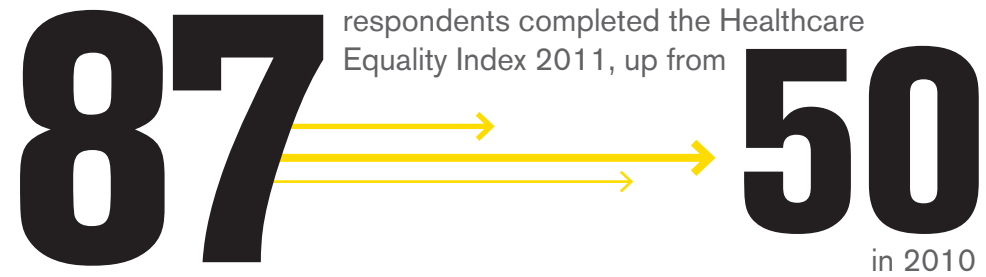 87 respondents completed the Healthcare
Equality Index 2011, up from 50
in 2010